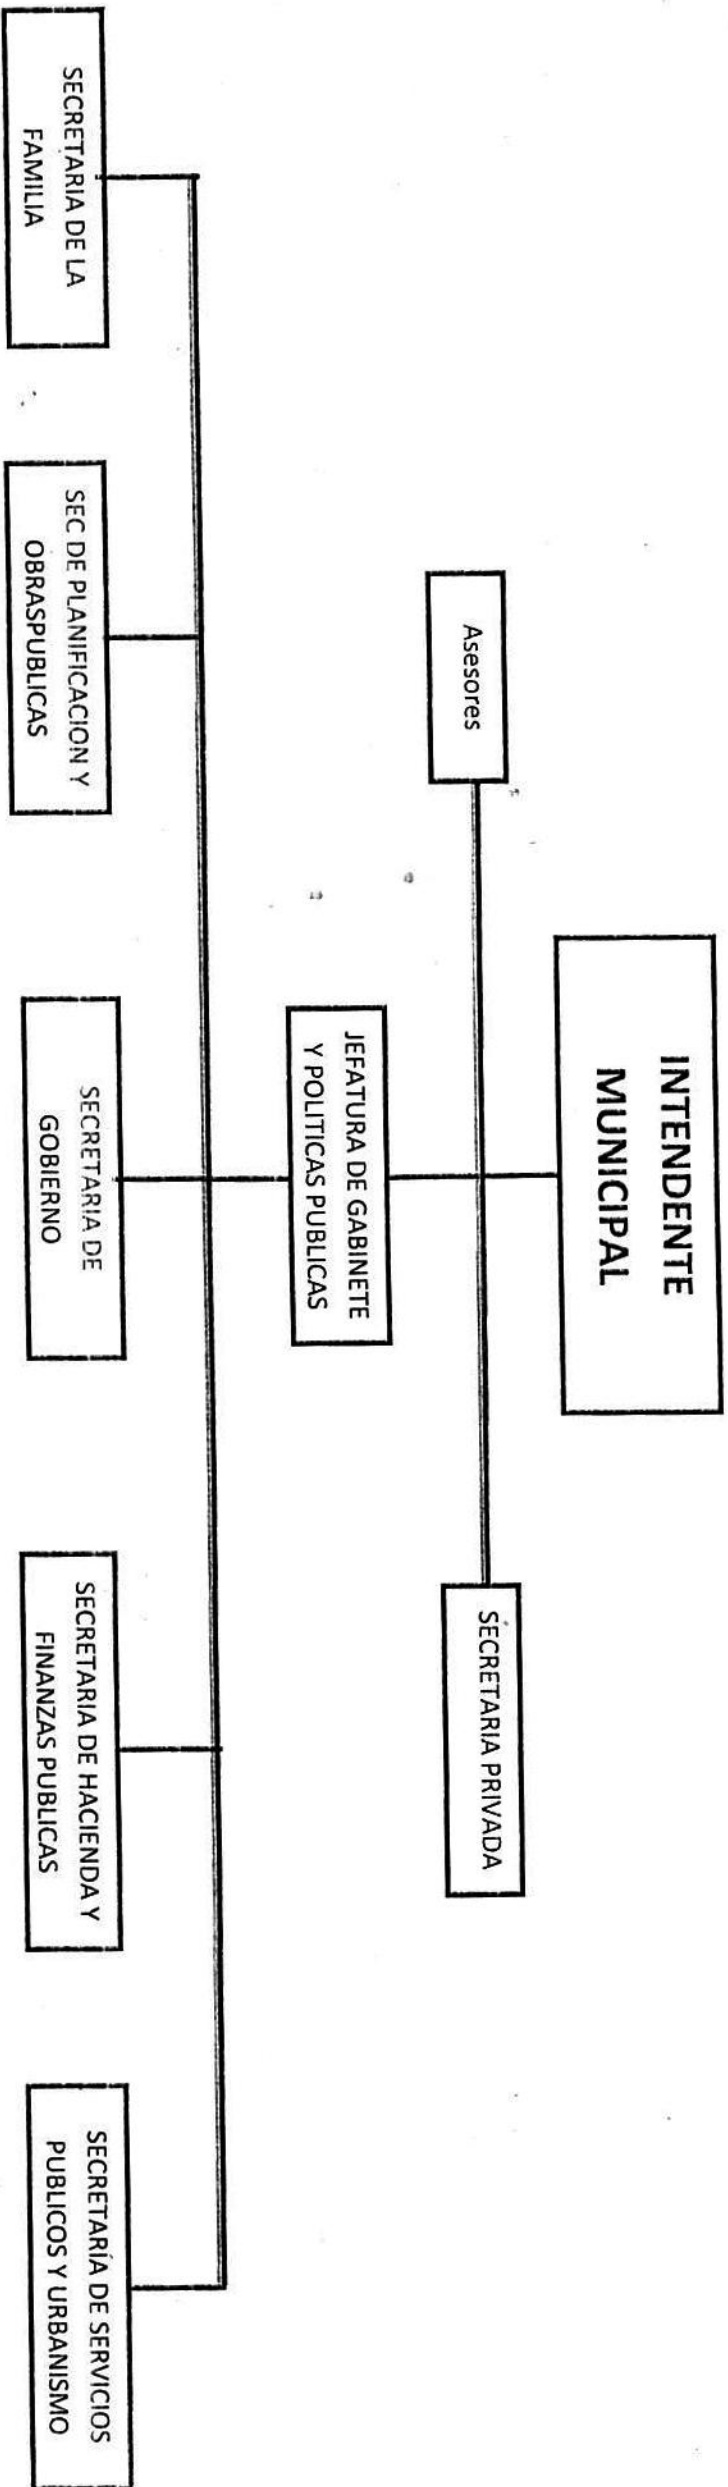 INTENDENTE
MUNICIPAL
Asesores
SECRETARIA PRIVADA
JEFATURA DE GABINETE
Y POLITICAS PUBLICAS
SECRETARIA DE LA
FAMILIA
SEC DE PLANIFICACION Y
OBRASPUBLICAS
SECRETARIA DE
GOBIERNO
SECRETARIA DE HACIENDA Y
FINANZAS PUBLICAS
SECRETARÍA DE SERVICIOS
PUBLICOS Y URBANISMO